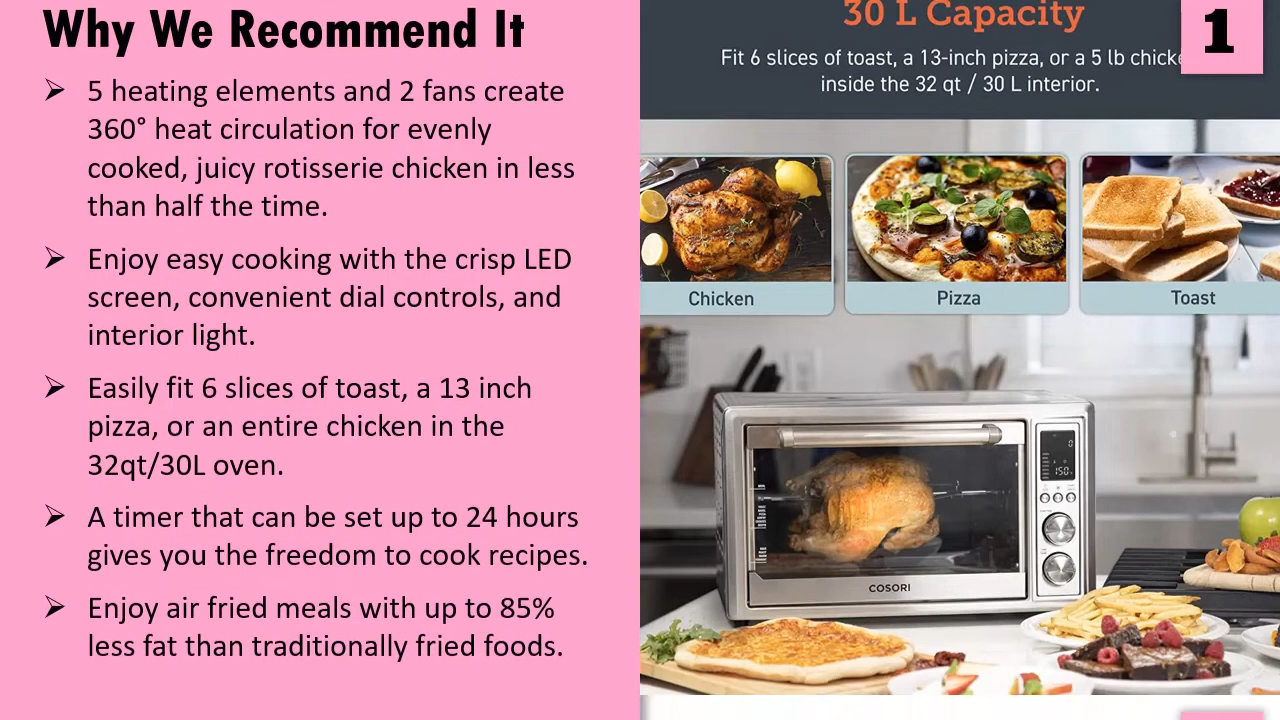 Why We Recommend It
➢ 5 heating elements and 2 fans create
360° heat circulation for evenly
cooked, juicy rotisserie chicken in less
than half the time.
➢ Enjoy easy cooking with the crisp LED
screen, convenient dial controls, and
interior light.
➢ Easily fit 6 slices of toast, a 13 inch
pizza, or an entire chicken in the
32qt/30L oven.
➢ A timer that can be set up to 24 hours
gives you the freedom to cook recipes.
➢ Enjoy air fried meals with up to 85%
less fat than traditionally fried foods.
30 L Capacity
1
Fit 6 slices of toast, a 13-inch pizza, or a 5 lb chicke
inside the 32 qt / 30 L interior.
Chicken
Pizza
Toast
150
COSORI